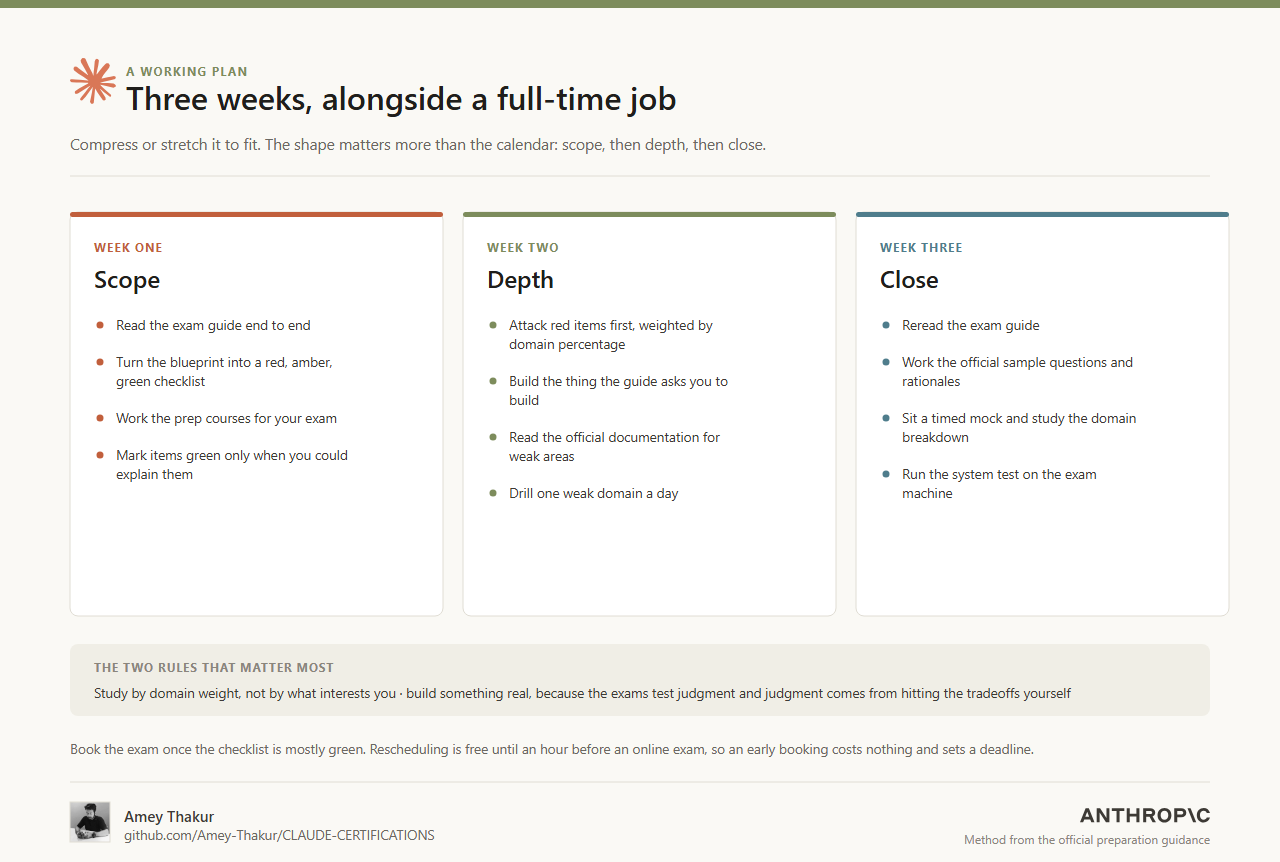 A WORKING PLAN
Three weeks, alongside a full-time job
Compress or stretch it to fit. The shape matters more than the calendar: scope, then depth, then close.
WEEK ONE
Scope
Read the exam guide end to end
Turn the blueprint into a red, amber,
green checklist
Work the prep courses for your exam
Mark items green only when you could
explain them
WEEK TWO
Depth
Attack red items first, weighted by
domain percentage
Build the thing the guide asks you to
build
Read the official documentation for
weak areas
Drill one weak domain a day
WEEK THREE
Close
Reread the exam guide
Work the official sample questions and
rationales
Sit a timed mock and study the domain
breakdown
Run the system test on the exam
machine
THE TWO RULES THAT MATTER MOST
Study by domain weight, not by what interests you · build something real, because the exams test judgment and judgment comes from hitting the tradeoffs yourself
Book the exam once the checklist is mostly green. Rescheduling is free until an hour before an online exam, so an early booking costs nothing and sets a deadline.
Amey Thakur
github.com/Amey-Thakur/CLAUDE-CERTIFICATIONS
ANTHROP\C
Method from the official preparation guidance